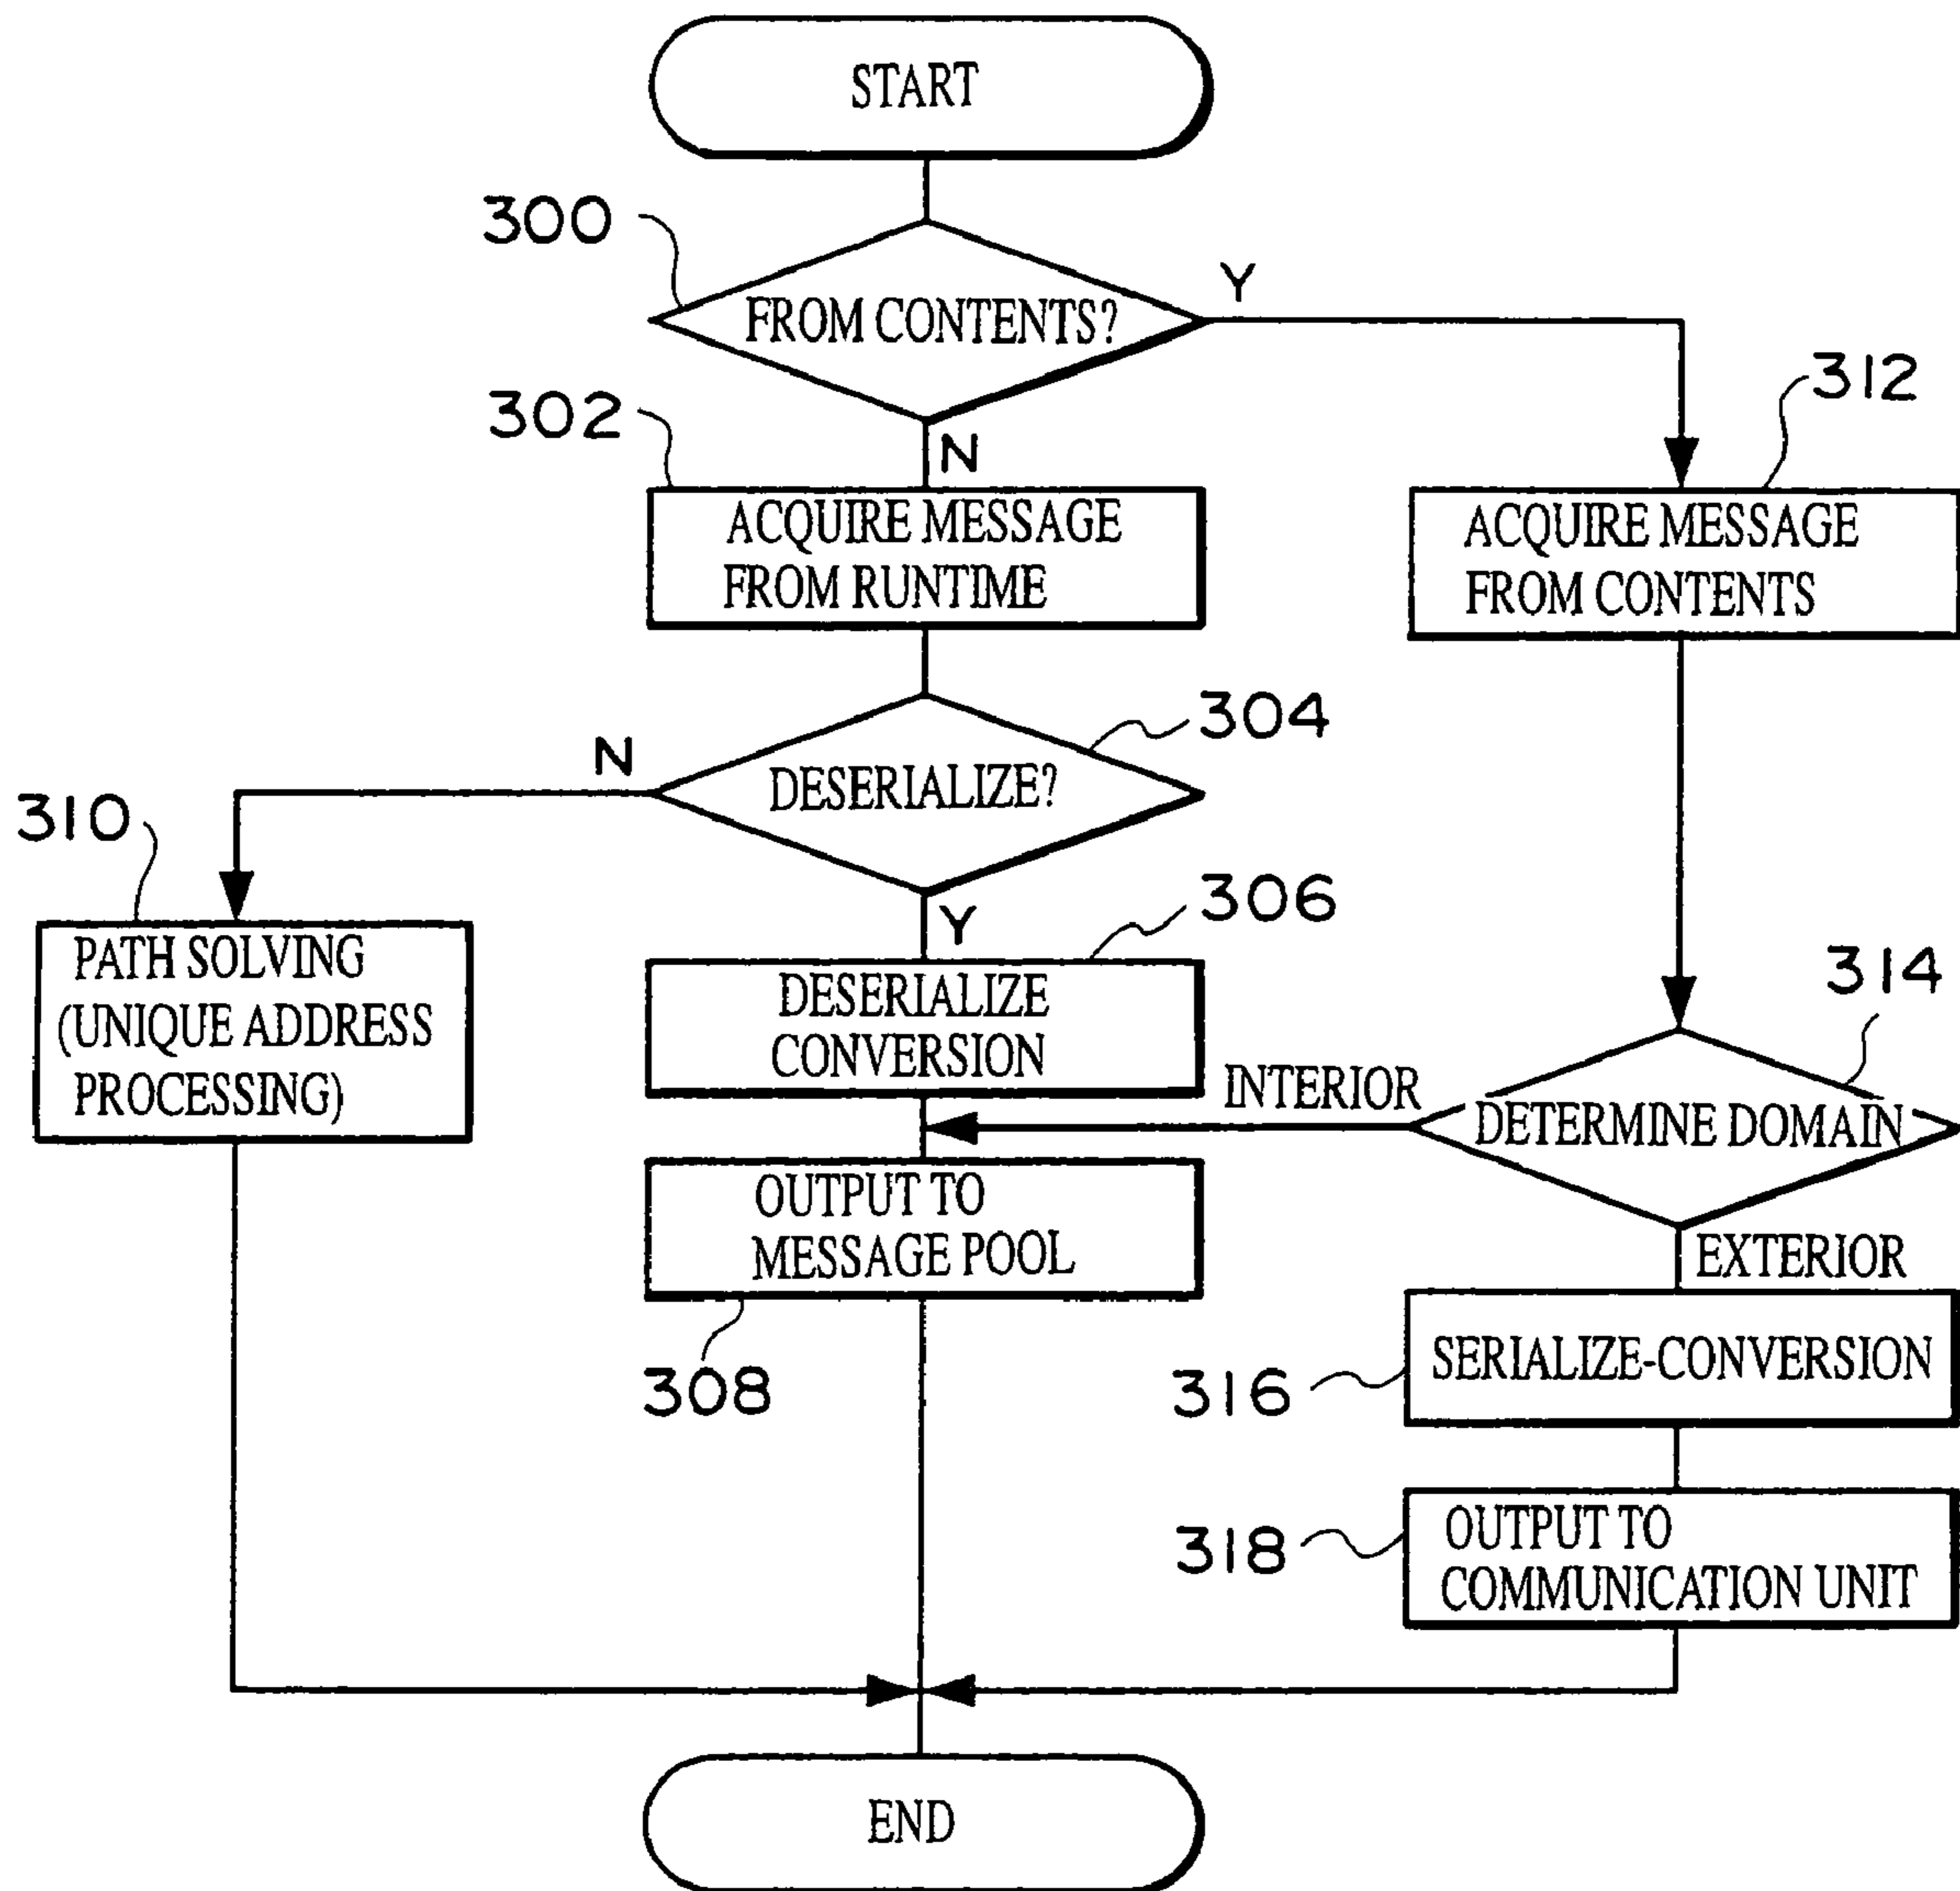 START
300
FROM CONTENTS?
Y
302
N
312
ACQUIRE MESSAGE
FROM RUNTIME
ACQUIRE MESSAGE
FROM CONTENTS
304
N
DESERIALIZE?
310
Y
306
PATH SOLVING
(UNIQUE ADDRESS
PROCESSING)
DESERIALIZE
CONVERSION
314
INTERIOR
DETERMINE DOMAIN
OUTPUT TO
MESSAGE POOL
EXTERIOR
308
316
SERIALIZE-CONVERSION
318
OUTPUT TO
COMMUNICATION UNIT
END